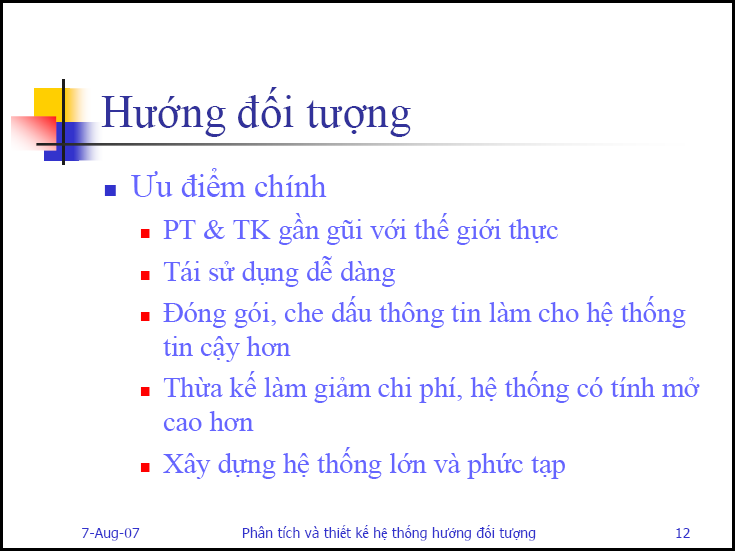 Hướng đối tượng
Ưu điểm chính
PT & TK gần gũi với thế giới thực
Tái sử dụng dễ dàng
Đóng gói, che dấu thông tin làm cho hệ thống
tin cậy hơn
Thừa kế làm giảm chi phí, hệ thống có tính mở
cao hơn
Xây dựng hệ thống lớn và phức tạp
7-Aug-07 Phân tích và thiết kế hệ thống hướng đối tượng 12